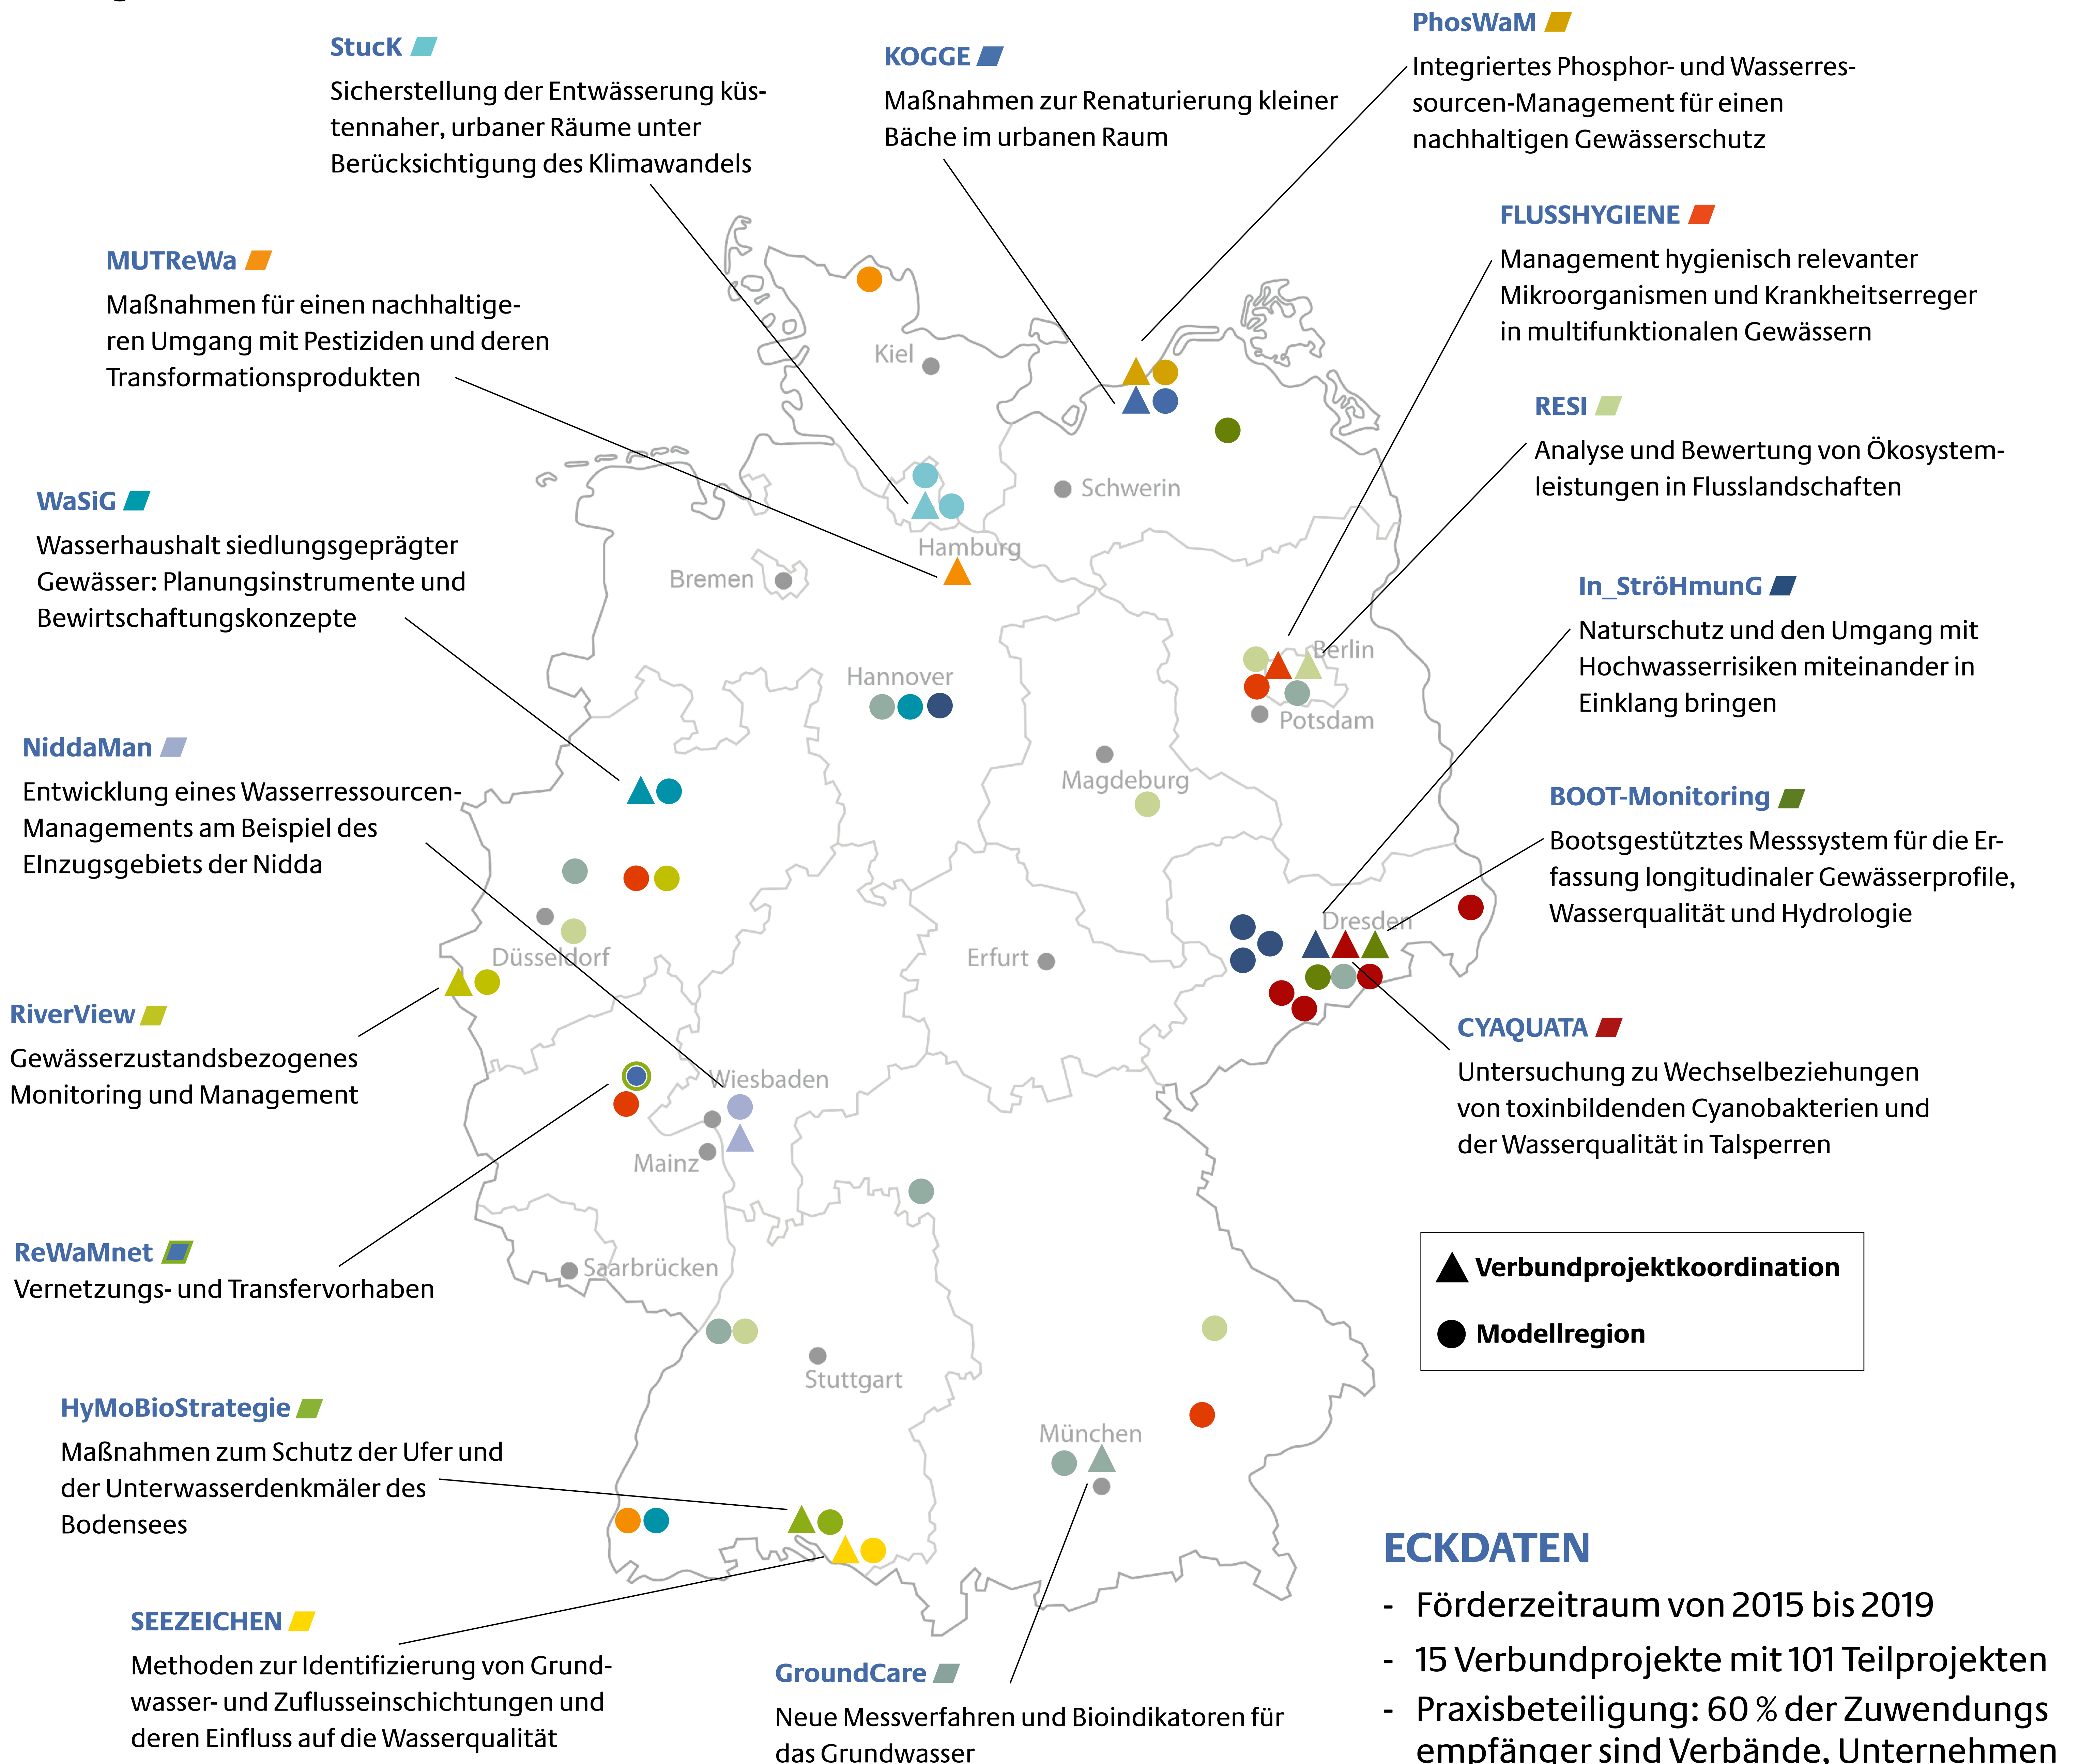 StucK
Sicherstellung der Entwässerung küs-
tennaher, urbaner Räume unter
Berücksichtigung des Klimawandels
KOGGE
Maßnahmen zur Renaturierung kleiner
Bäche im urbanen Raum
PhosWaM
Integriertes Phosphor- und Wasserres-
sourcen-Management für einen
nachhaltigen Gewässerschutz
FLUSSHYGIENE
Management hygienisch relevanter
Mikroorganismen und Krankheitserreger
in multifunktionalen Gewässern
MUTReWa
Maßnahmen für einen nachhaltige-
ren Umgang mit Pestiziden und deren
Transformationsprodukten
RESI
Analyse und Bewertung von Ökosystem-
leistungen in Flusslandschaften
WaSiG
Wasserhaushalt siedlungsgeprägter
Gewässer: Planungsinstrumente und
Bewirtschaftungskonzepte
In_StröHmunG
Naturschutz und den Umgang mit
Hochwasserrisiken miteinander in
Einklang bringen
NiddaMan
Entwicklung eines Wasserressourcen-
Managements am Beispiel des
EInzugsgebiets der Nidda
BOOT-Monitoring
Bootsgestütztes Messsystem für die Er-
fassung longitudinaler Gewässerprofile,
Wasserqualität und Hydrologie
RiverView
Gewässerzustandsbezogenes
Monitoring und Management
CYAQUATA
Untersuchung zu Wechselbeziehungen
von toxinbildenden Cyanobakterien und
der Wasserqualität in Talsperren
ReWaMnet
Vernetzungs- und Transfervorhaben
HyMoBioStrategie
Maßnahmen zum Schutz der Ufer und
der Unterwasserdenkmäler des
Bodensees
SEEZEICHEN
Methoden zur Identifizierung von Grund-
wasser- und Zuflusseinschichtungen und
deren Einfluss auf die Wasserqualität
GroundCare
Neue Messverfahren und Bioindikatoren für
das Grundwasser
Kiel
Schwerin
Hamburg
Bremen
Berlin
Hannover
Potsdam
Magdeburg
Düsseldorf
Erfurt
Dresden
Wiesbaden
Mainz
Saarbrücken
Stuttgart
München
Verbundprojektkoordination
Modellregion
ECKDATEN
- Förderzeitraum von 2015 bis 2019
- 15 Verbundprojekte mit 101 Teilprojekten
- Praxisbeteiligung: 60 % der Zuwendungs
empfänger sind Verbände, Unternehmen